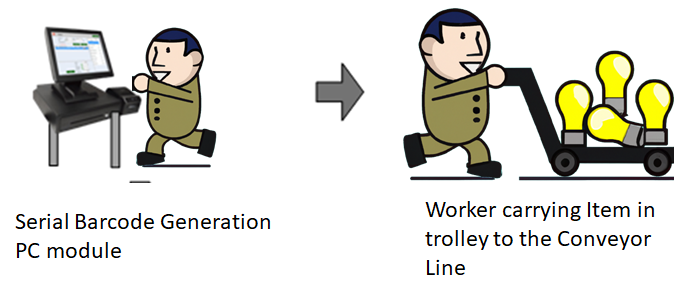 Serial Barcode Generation
PC module
Worker carrying Item in
trolley to the Conveyor
Line